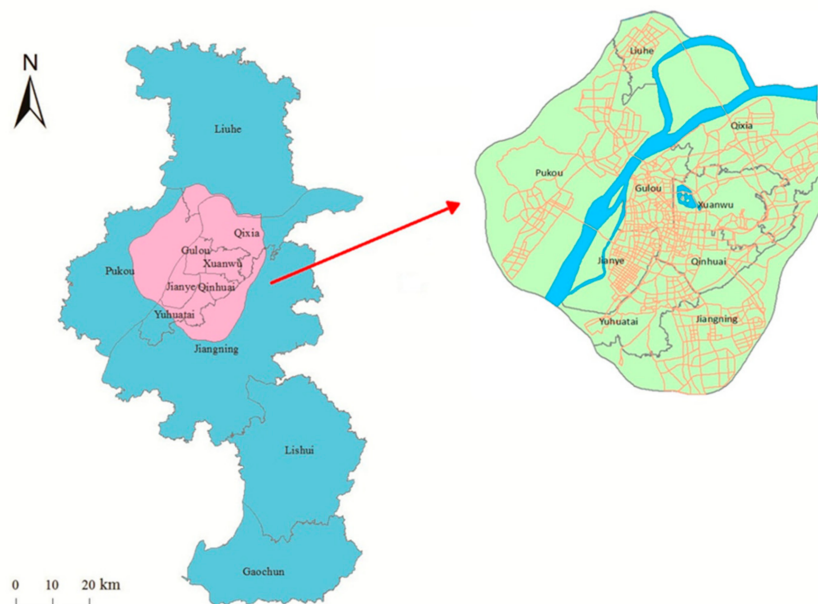 N
Liuhe
Qixia
Gulou
Xuanwu
Pukou
Jianye
Qinhuai
Yuhuatai
Jiangning
Lishui
Gaochun
0 10 20 km
Liuhe
Qixia
Pukou
Gulou
Xuanwu
Jianye
Qinhuai
Yuhuatai
Jiangning